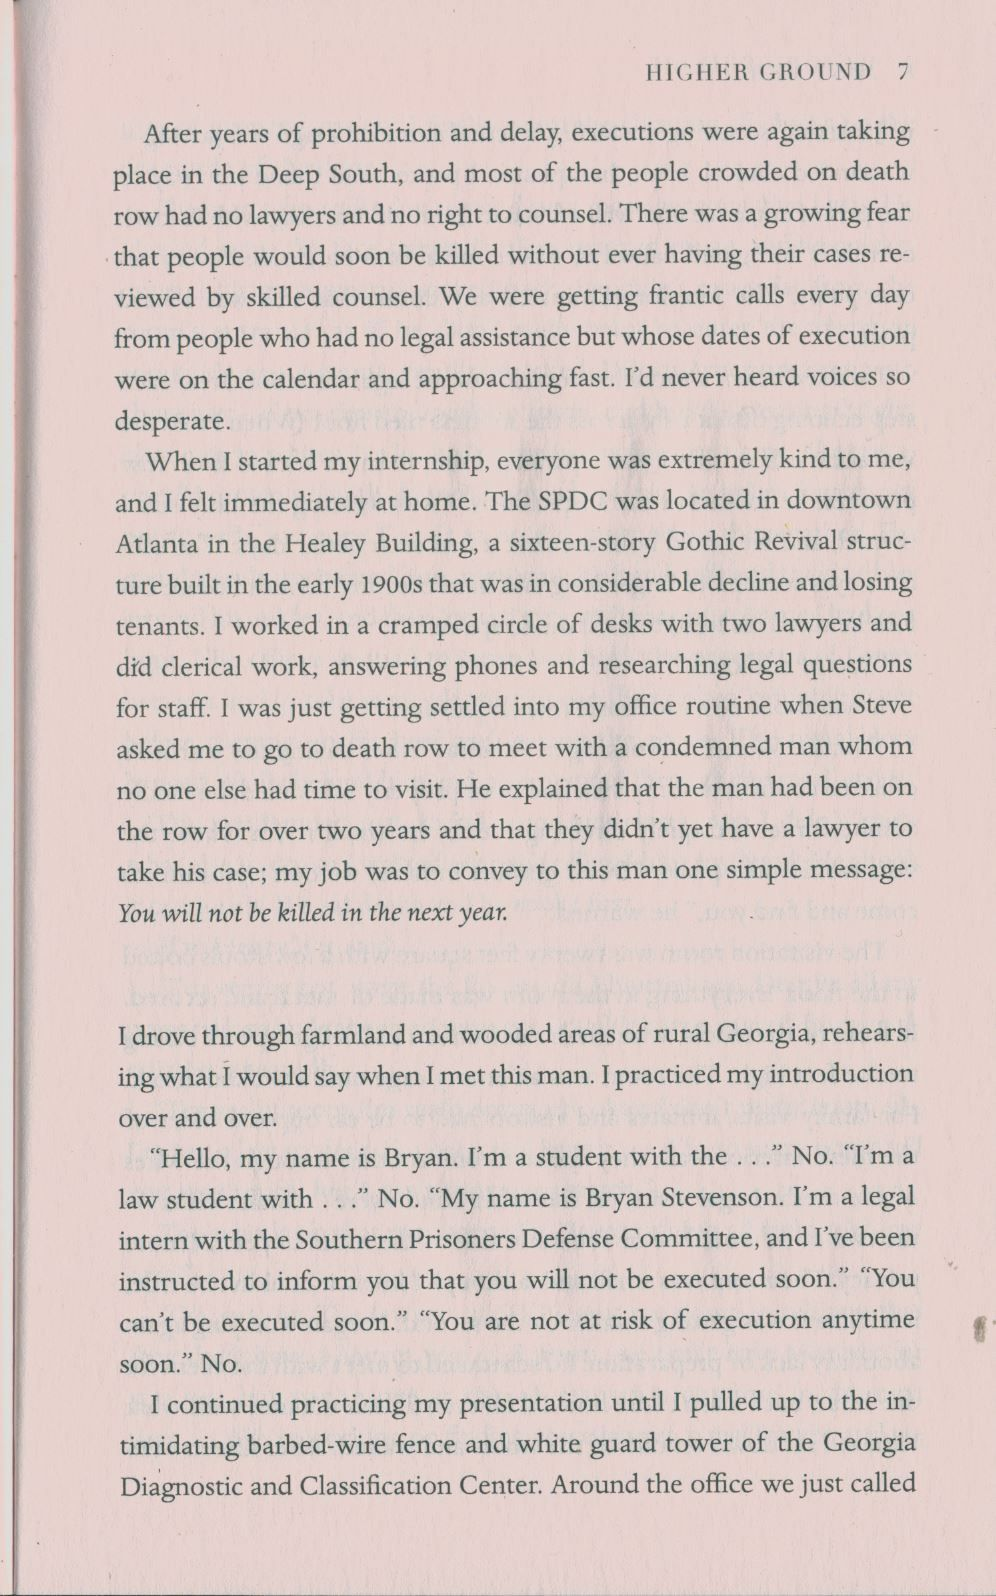 HIGHER GROUND 7
After years of prohibition and delay, executions were again taking
place in the Deep South, and most of the people crowded on death
row had no lawyers and no right to counsel. There was a growing fear
that people would soon be killed without ever having their cases re-
viewed by skilled counsel. We were getting frantic calls every day
from people who had no legal assistance but whose dates of execution
were on the calendar and approaching fast. I'd never heard voices so
desperate.
When I started my internship, everyone was extremely kind to me,
and I felt immediately at home. The SPDC was located in downtown
Atlanta in the Healey Building, a sixteen-story Gothic Revival struc-
ture built in the early 1900s that was in considerable decline and losing
tenants. I worked in a cramped circle of desks with two lawyers and
did clerical work, answering phones and researching legal questions
for staff. I was just getting settled into my office routine when Steve
asked me to go to death row to meet with a condemned man whom
no one else had time to visit. He explained that the man had been on
the row for over two years and that they didn't yet have a lawyer to
take his case; my job was to convey to this man one simple message:
You will not be killed in the next year.
I drove through farmland and wooded areas of rural Georgia, rehears-
ing what I would say when I met this man. I practiced my introduction
over and over.
"Hello, my name is Bryan. I'm a student with the . . ." No. "I'm a
law student with . . ." No. "My name is Bryan Stevenson. I'm a legal
intern with the Southern Prisoners Defense Committee, and I've been
instructed to inform you that you will not be executed soon." "You
can't be executed soon." "You are not at risk of execution anytime
soon." No.
I continued practicing my presentation until I pulled up to the in-
timidating barbed-wire fence and white guard tower of the Georgia
Diagnostic and Classification Center. Around the office we just called